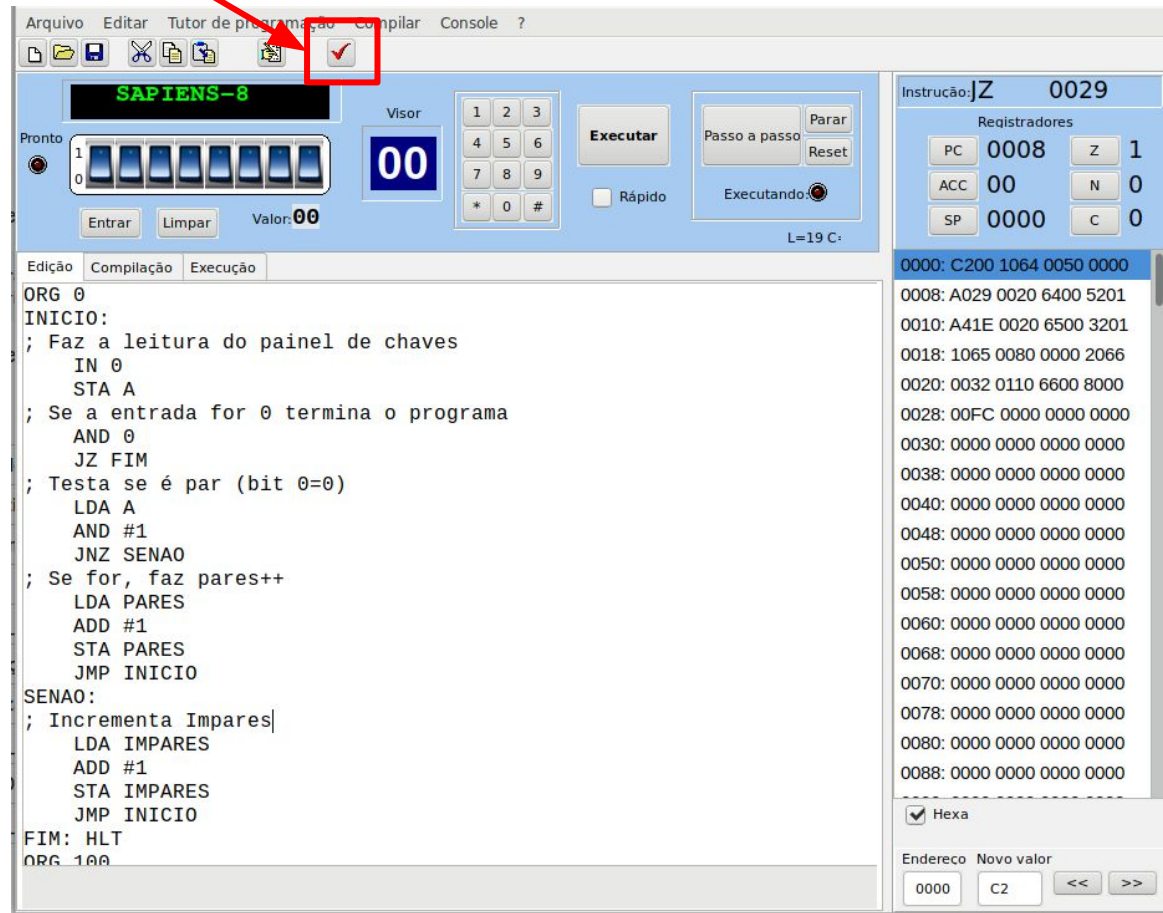 Arquivo Editar Tutor de programação Compilar Console ?
SAPIENS-8
Pronto
1
0
Entrar Limpar Valor: 00
Visor
00
1 2 3
4 5 6
7 8 9
* 0 #
Executar
Rápido
Passo a passo
Parar
Reset
Executando:
L=19 C:
Instrução: JZ 0029
Registradores
PC 0008 Z 1
ACC 00 N 0
SP 0000 C 0
Edição Compilação Execução
ORG 0
INICIO:
; Faz a leitura do painel de chaves
IN 0
STA A
; Se a entrada for 0 termina o programa
AND 0
JZ FIM
; Testa se é par (bit 0=0)
LDA A
AND #1
JNZ SENAO
; Se for, faz pares++
LDA PARES
ADD #1
STA PARES
JMP INICIO
SENAO:
; Incrementa Impares
LDA IMPARES
ADD #1
STA IMPARES
JMP INICIO
FIM: HLT
ORG 100
0000: C200 1064 0050 0000
0008: A029 0020 6400 5201
0010: A41E 0020 6500 3201
0018: 1065 0080 0000 2066
0020: 0032 0110 6600 8000
0028: 00FC 0000 0000 0000
0030: 0000 0000 0000 0000
0038: 0000 0000 0000 0000
0040: 0000 0000 0000 0000
0048: 0000 0000 0000 0000
0050: 0000 0000 0000 0000
0058: 0000 0000 0000 0000
0060: 0000 0000 0000 0000
0068: 0000 0000 0000 0000
0070: 0000 0000 0000 0000
0078: 0000 0000 0000 0000
0080: 0000 0000 0000 0000
0088: 0000 0000 0000 0000
Hexa
Endereço Novo valor
0000 C2 << >>